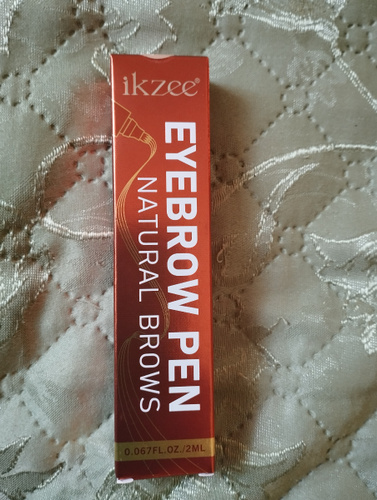 ikzee®
EYEBROW PEN
NATURAL BROWS
0.067FL.OZ./2ML